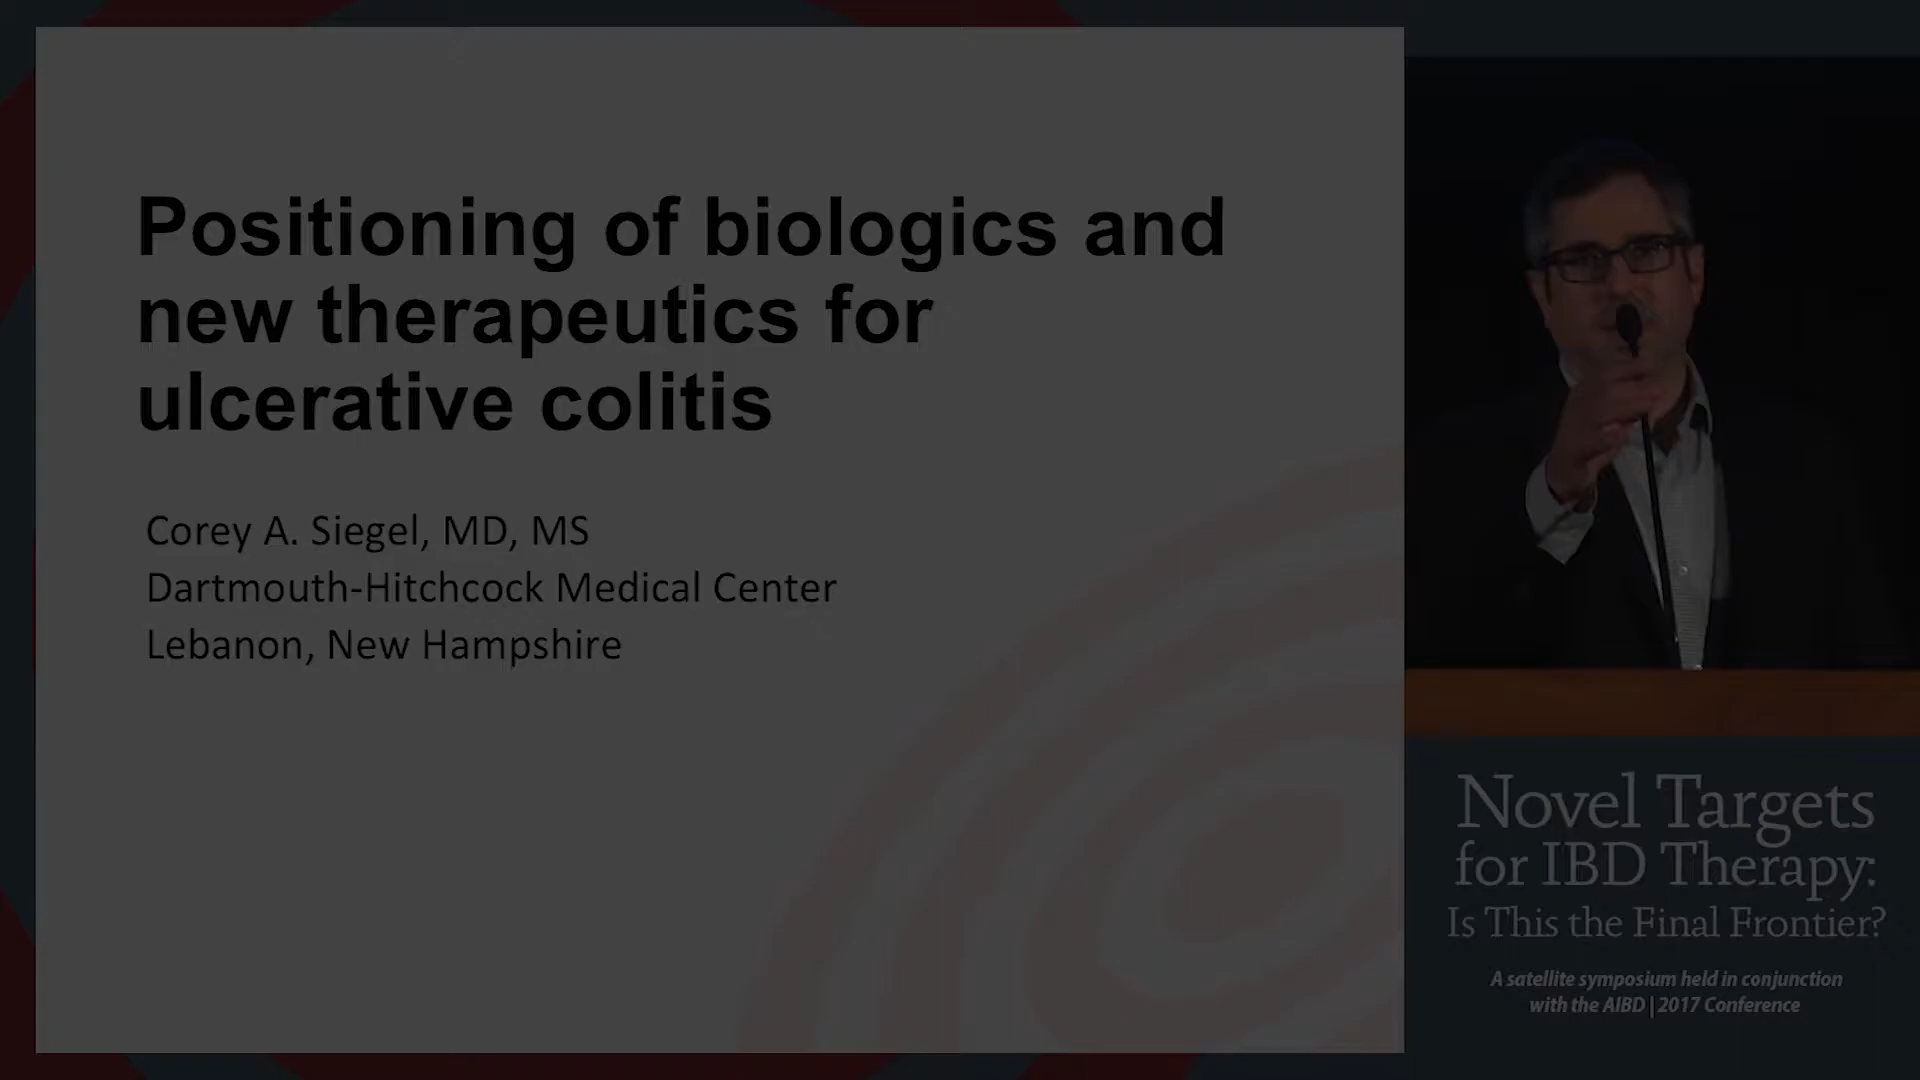 Positioning of biologics and
new therapeutics for
ulcerative colitis
Corey A. Siegel, MD, MS
Dartmouth-Hitchcock Medical Center
Lebanon, New Hampshire
Novel Targets
for IBD Therapy:
Is This the Final Frontier?
A satellite symposium held in conjunction
with the AIBD | 2017 Conference